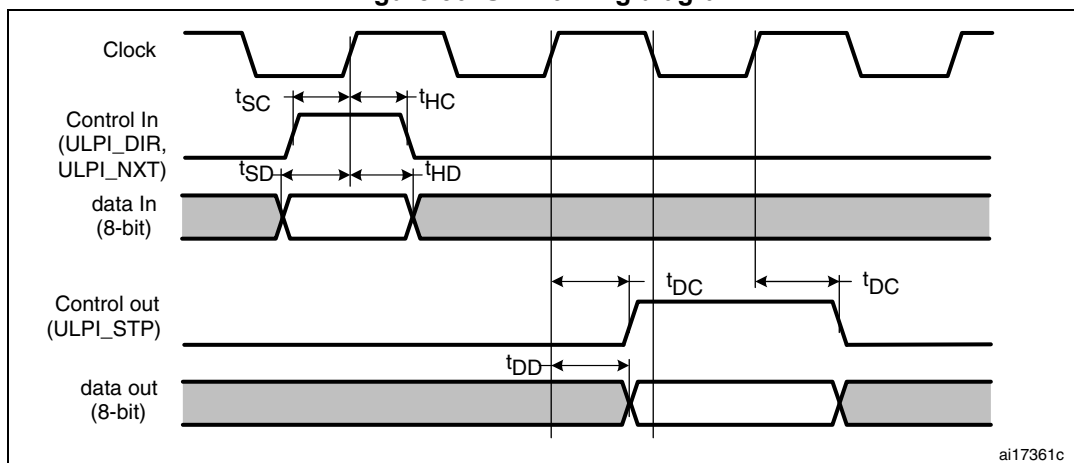 Clock
tSC
tHC
Control In
(ULPI_DIR,
ULPI_NXT)
tSD
tHD
data In
(8-bit)
tDC
tDC
Control out
(ULPI_STP)
tDD
data out
(8-bit)
ai17361c